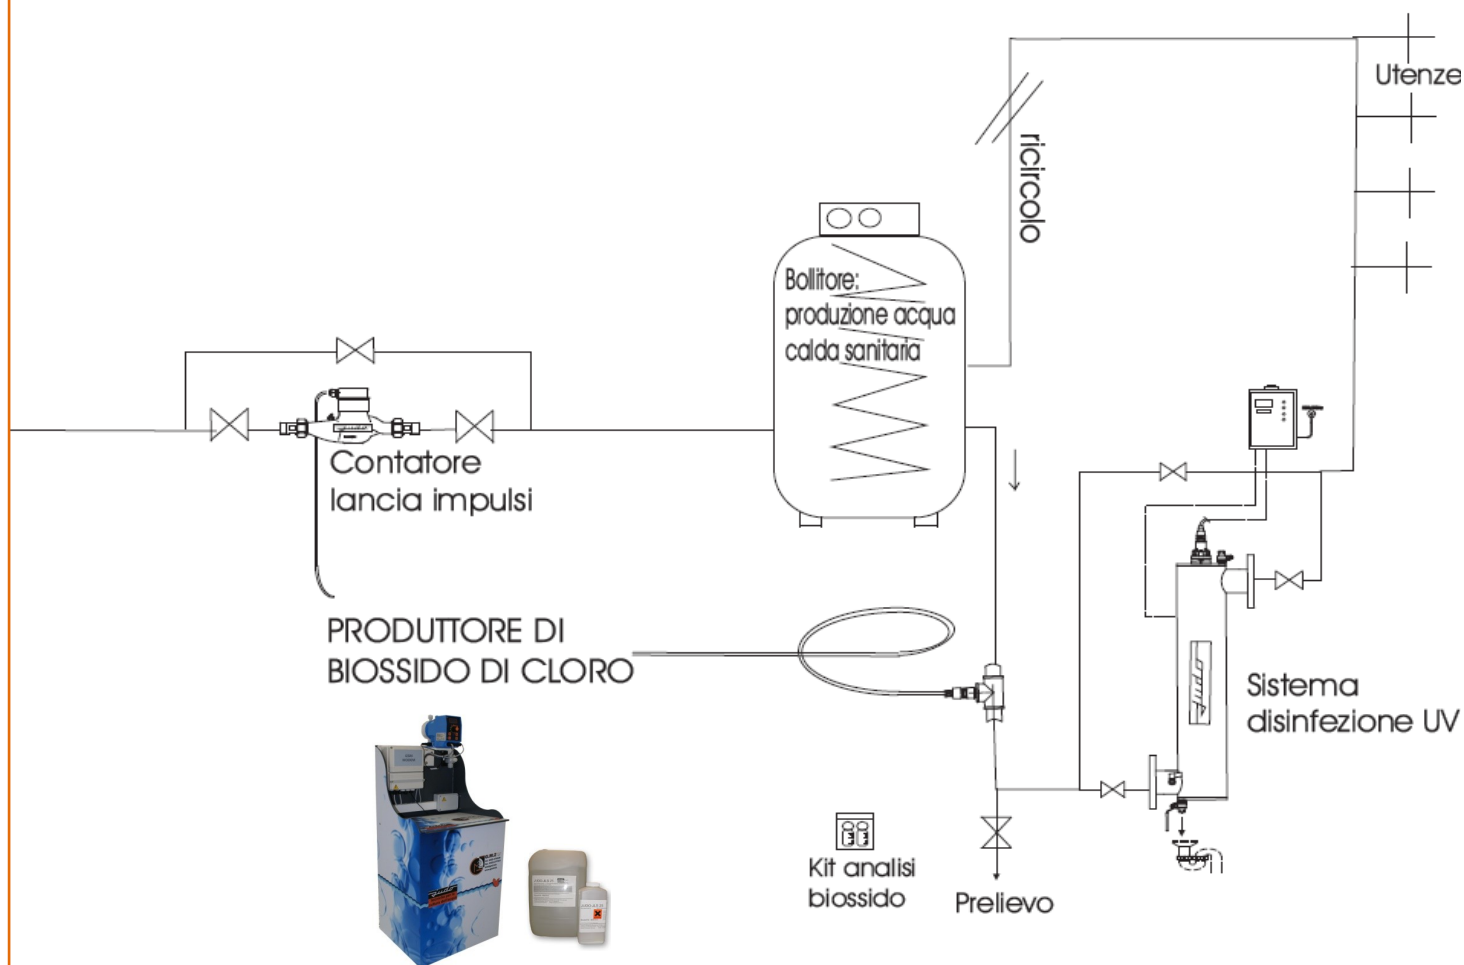 Utenze
ricircolo
Bollitore:
produzione acqua
calda sanitaria
Contatore
lancia impulsi
PRODUTTORE DI
BIOSSIDO DI CLORO
Sistema
disinfezione UV
Kit analisi
biossido
Prelievo